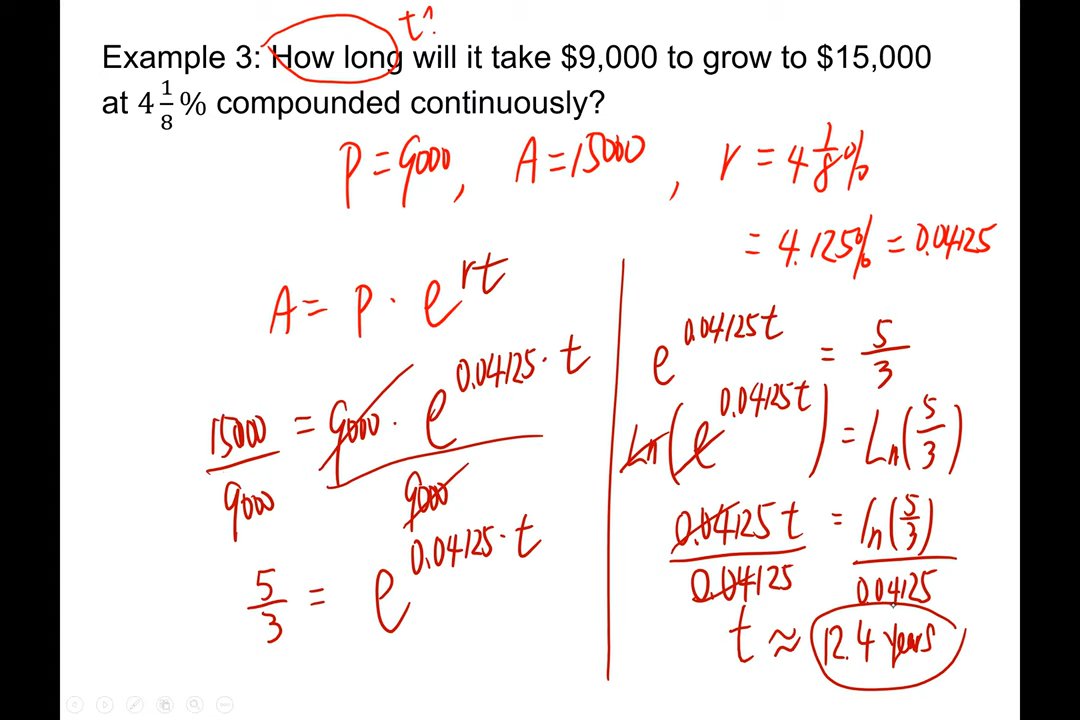 t?
Example 3: How long will it take $9,000 to grow to $15,000
at 4 1/8 % compounded continuously?
P = 9000, A = 15000, r = 4 1/8 %
= 4.125% = 0.04125
A = P · e^rt
15000/9000 = 9000 · e^0.04125·t / 9000
5/3 = e^0.04125·t
e^0.04125t = 5/3
Ln(e^0.04125t) = Ln(5/3)
0.04125t/0.04125 = ln(5/3)/0.04125
t ≈ 12.4 years